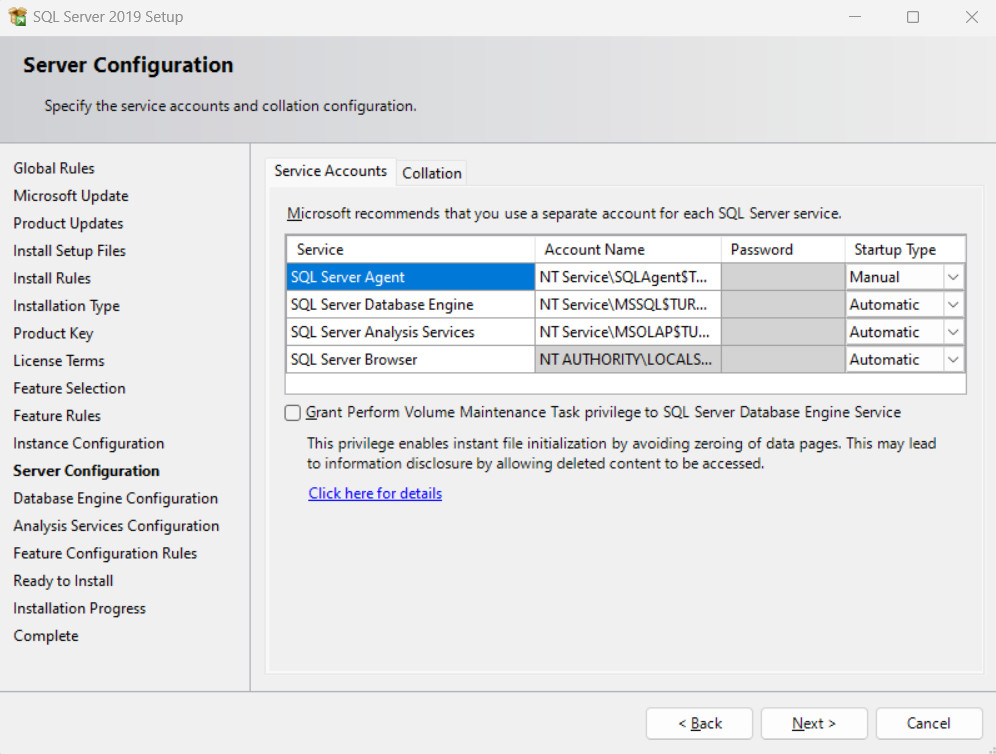 SQL Server 2019 Setup
Server Configuration
Specify the service accounts and collation configuration.
Global Rules
Microsoft Update
Product Updates
Install Setup Files
Install Rules
Installation Type
Product Key
License Terms
Feature Selection
Feature Rules
Instance Configuration
Server Configuration
Database Engine Configuration
Analysis Services Configuration
Feature Configuration Rules
Ready to Install
Installation Progress
Complete
Service Accounts Collation
Microsoft recommends that you use a separate account for each SQL Server service.
Service Account Name Password Startup Type
SQL Server Agent NT Service\SQLAgent$T... Manual
SQL Server Database Engine NT Service\MSSQL$TUR... Automatic
SQL Server Analysis Services NT Service\MSOLAP$TU... Automatic
SQL Server Browser NT AUTHORITY\LOCALS... Automatic
Grant Perform Volume Maintenance Task privilege to SQL Server Database Engine Service
This privilege enables instant file initialization by avoiding zeroing of data pages. This may lead
to information disclosure by allowing deleted content to be accessed.
Click here for details
< Back Next > Cancel